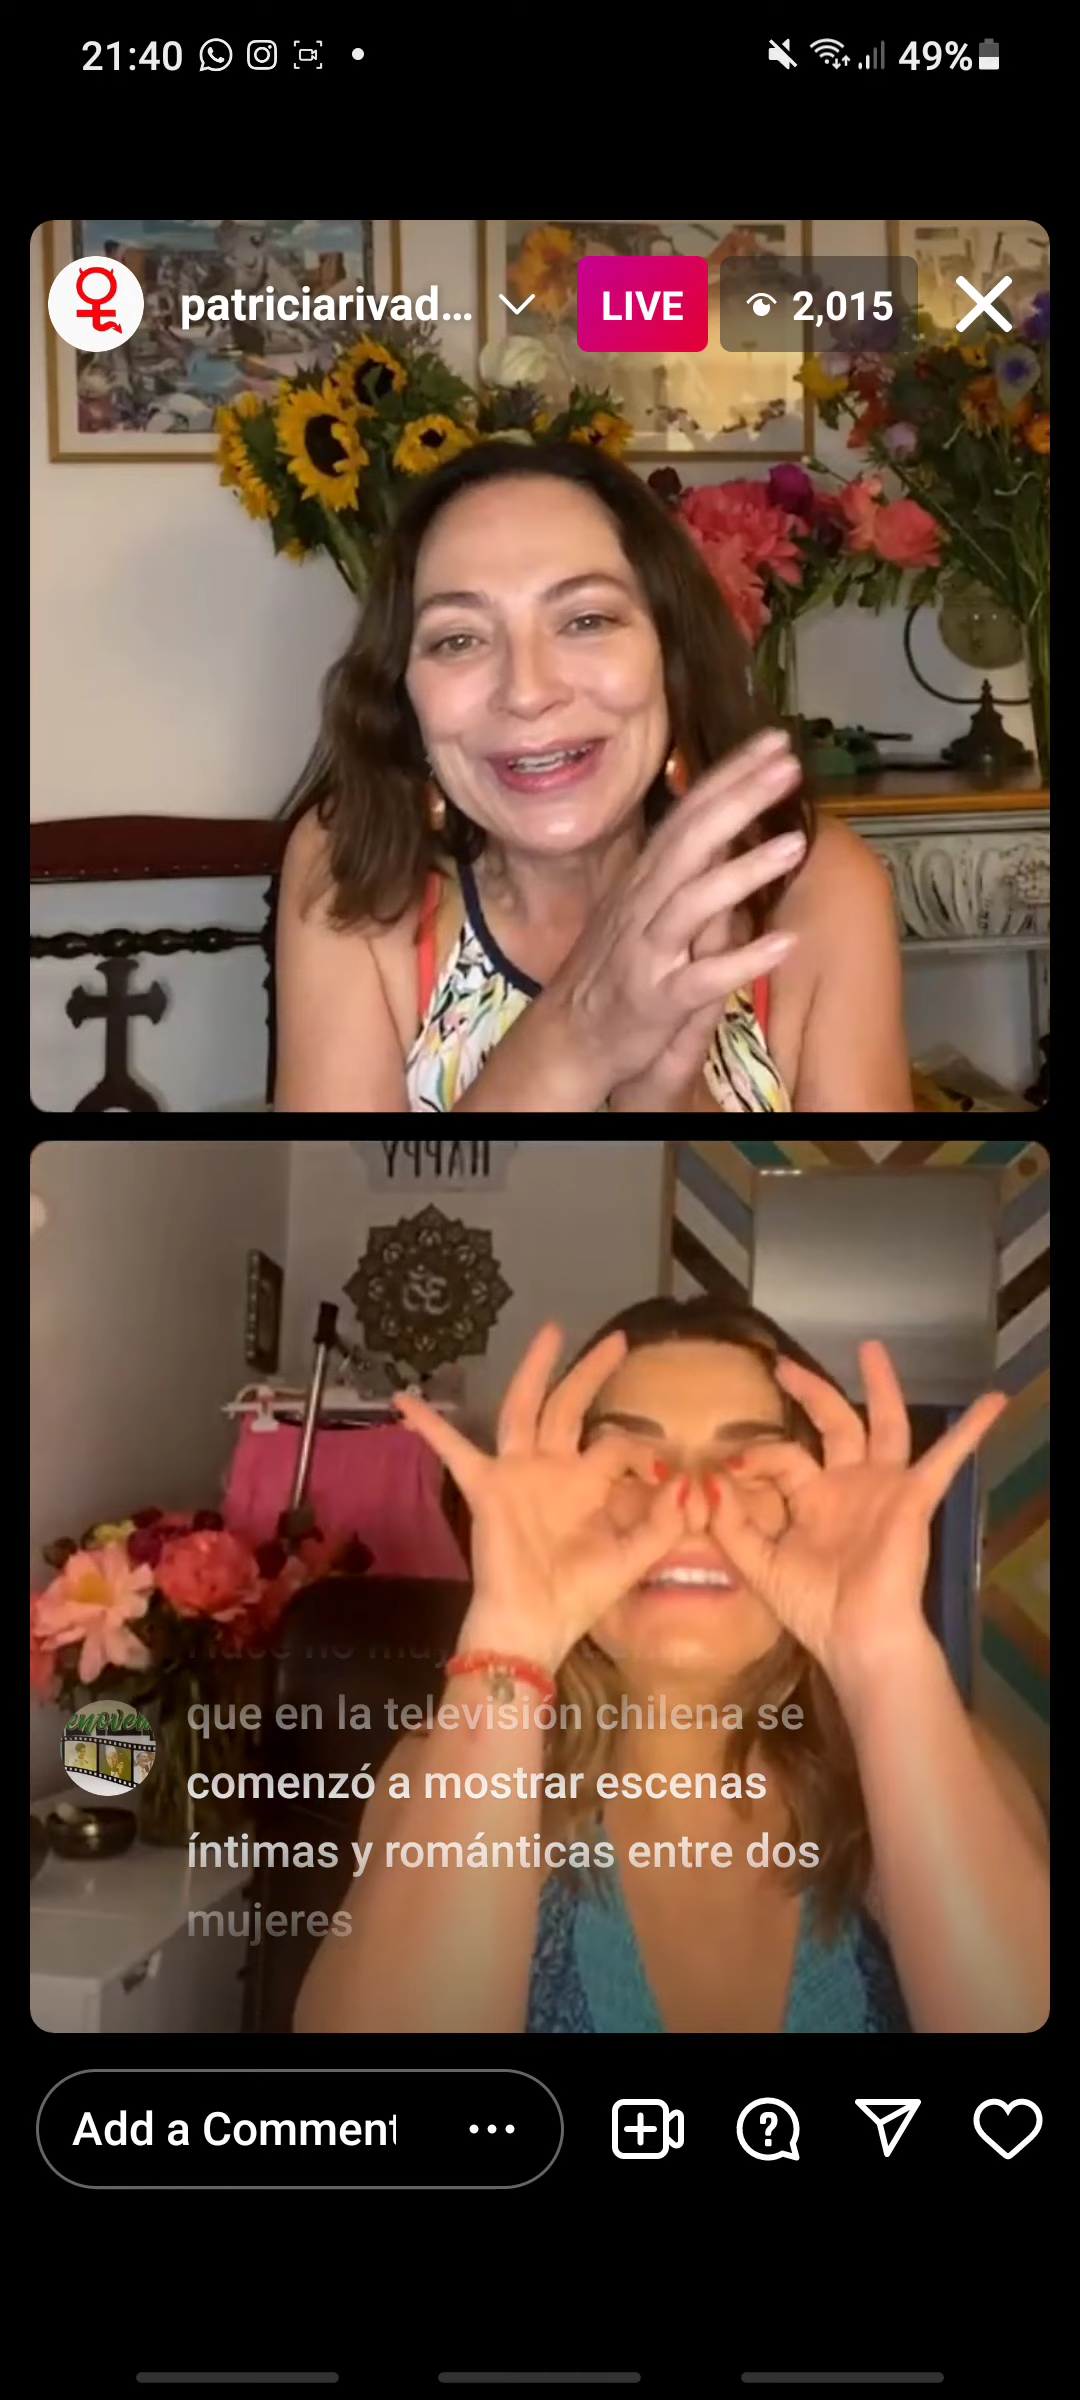 21:40
49%
patriciarivad...
LIVE
2,015
HAPPY
que en la televisión chilena se
comenzó a mostrar escenas
íntimas y románticas entre dos
mujeres
Add a Comment